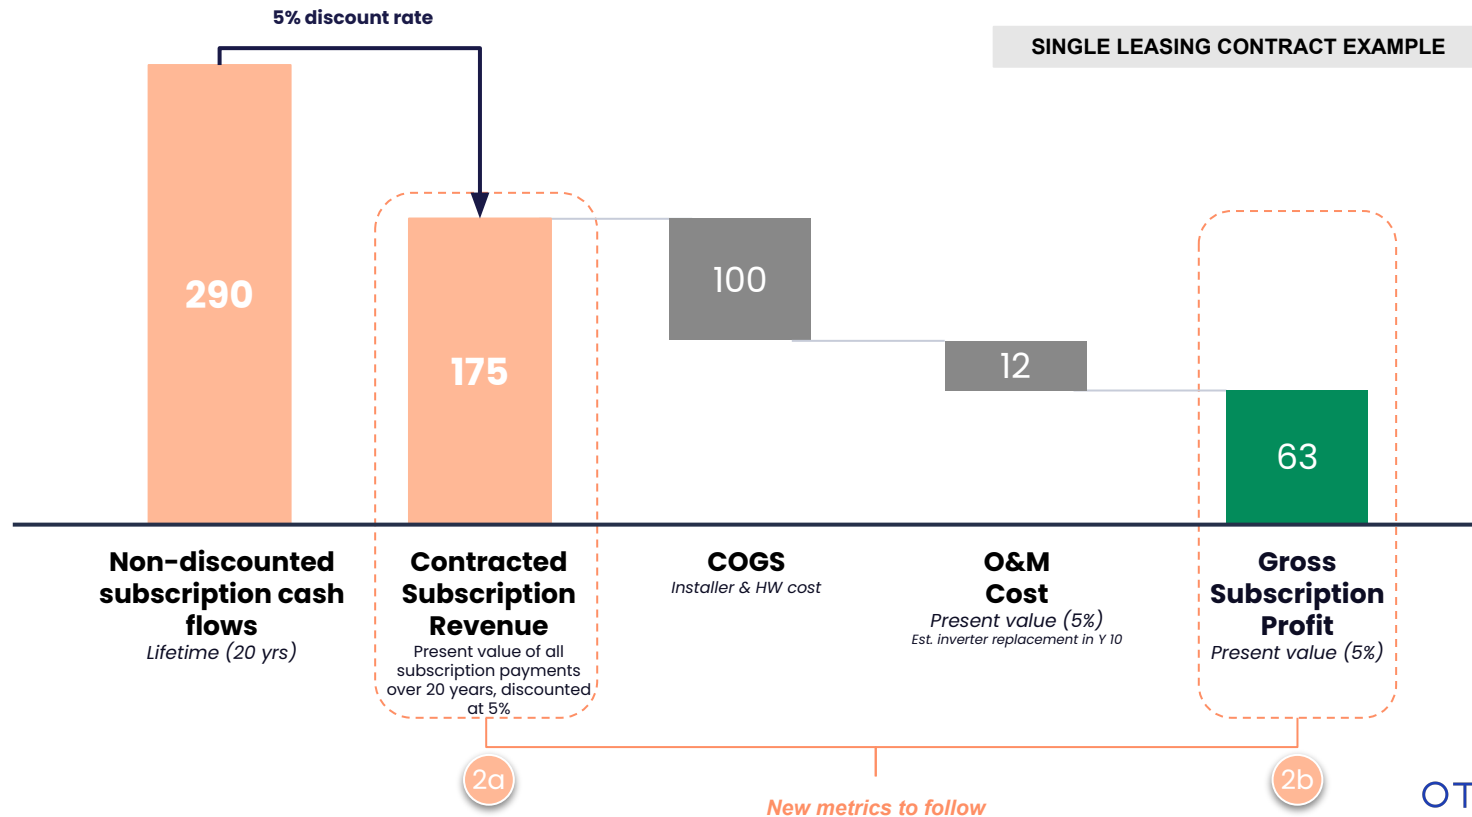 5% discount rate
SINGLE LEASING CONTRACT EXAMPLE
290
175
100
12
63
Non-discounted
subscription cash
flows
Lifetime (20 yrs)
Contracted
Subscription
Revenue
Present value of all
subscription payments
over 20 years, discounted
at 5%
COGS
Installer & HW cost
O&M
Cost
Present value (5%)
Est. inverter replacement in Y 10
Gross
Subscription
Profit
Present value (5%)
2a
2b
New metrics to follow